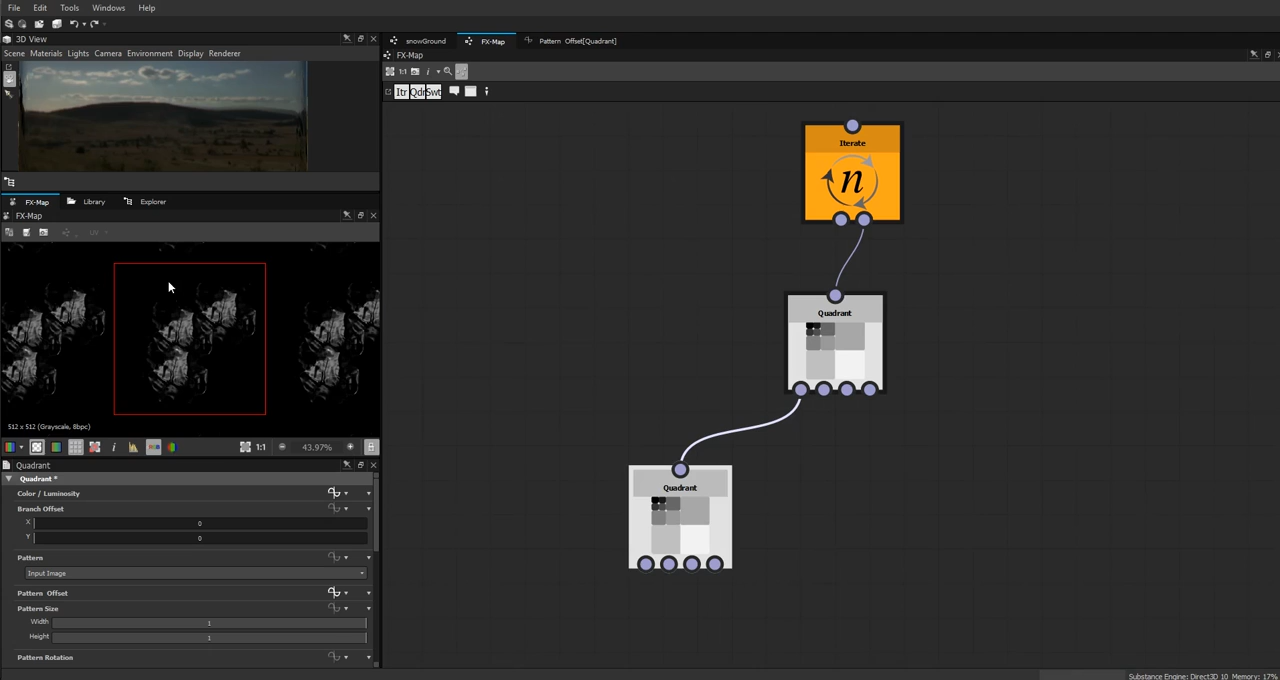 File Edit Tools Windows Help
3D View
Scene Materials Lights Camera Environment Display Renderer
FX-Map Library Explorer
FX-Map
UV
512 x 512 (Grayscale, 8bpc)
1:1 43.97%
Quadrant
Quadrant *
Color / Luminosity
Branch Offset
X 0
Y 0
Pattern
Input Image
Pattern Offset
Pattern Size
Width 1
Height 1
Pattern Rotation
snowGround FX-Map Pattern Offset[Quadrant]
FX-Map
1:1 i
Itr Qdr Swt
Iterate
n
Quadrant
Quadrant
Substance Engine: Direct3D 10 Memory: 17%